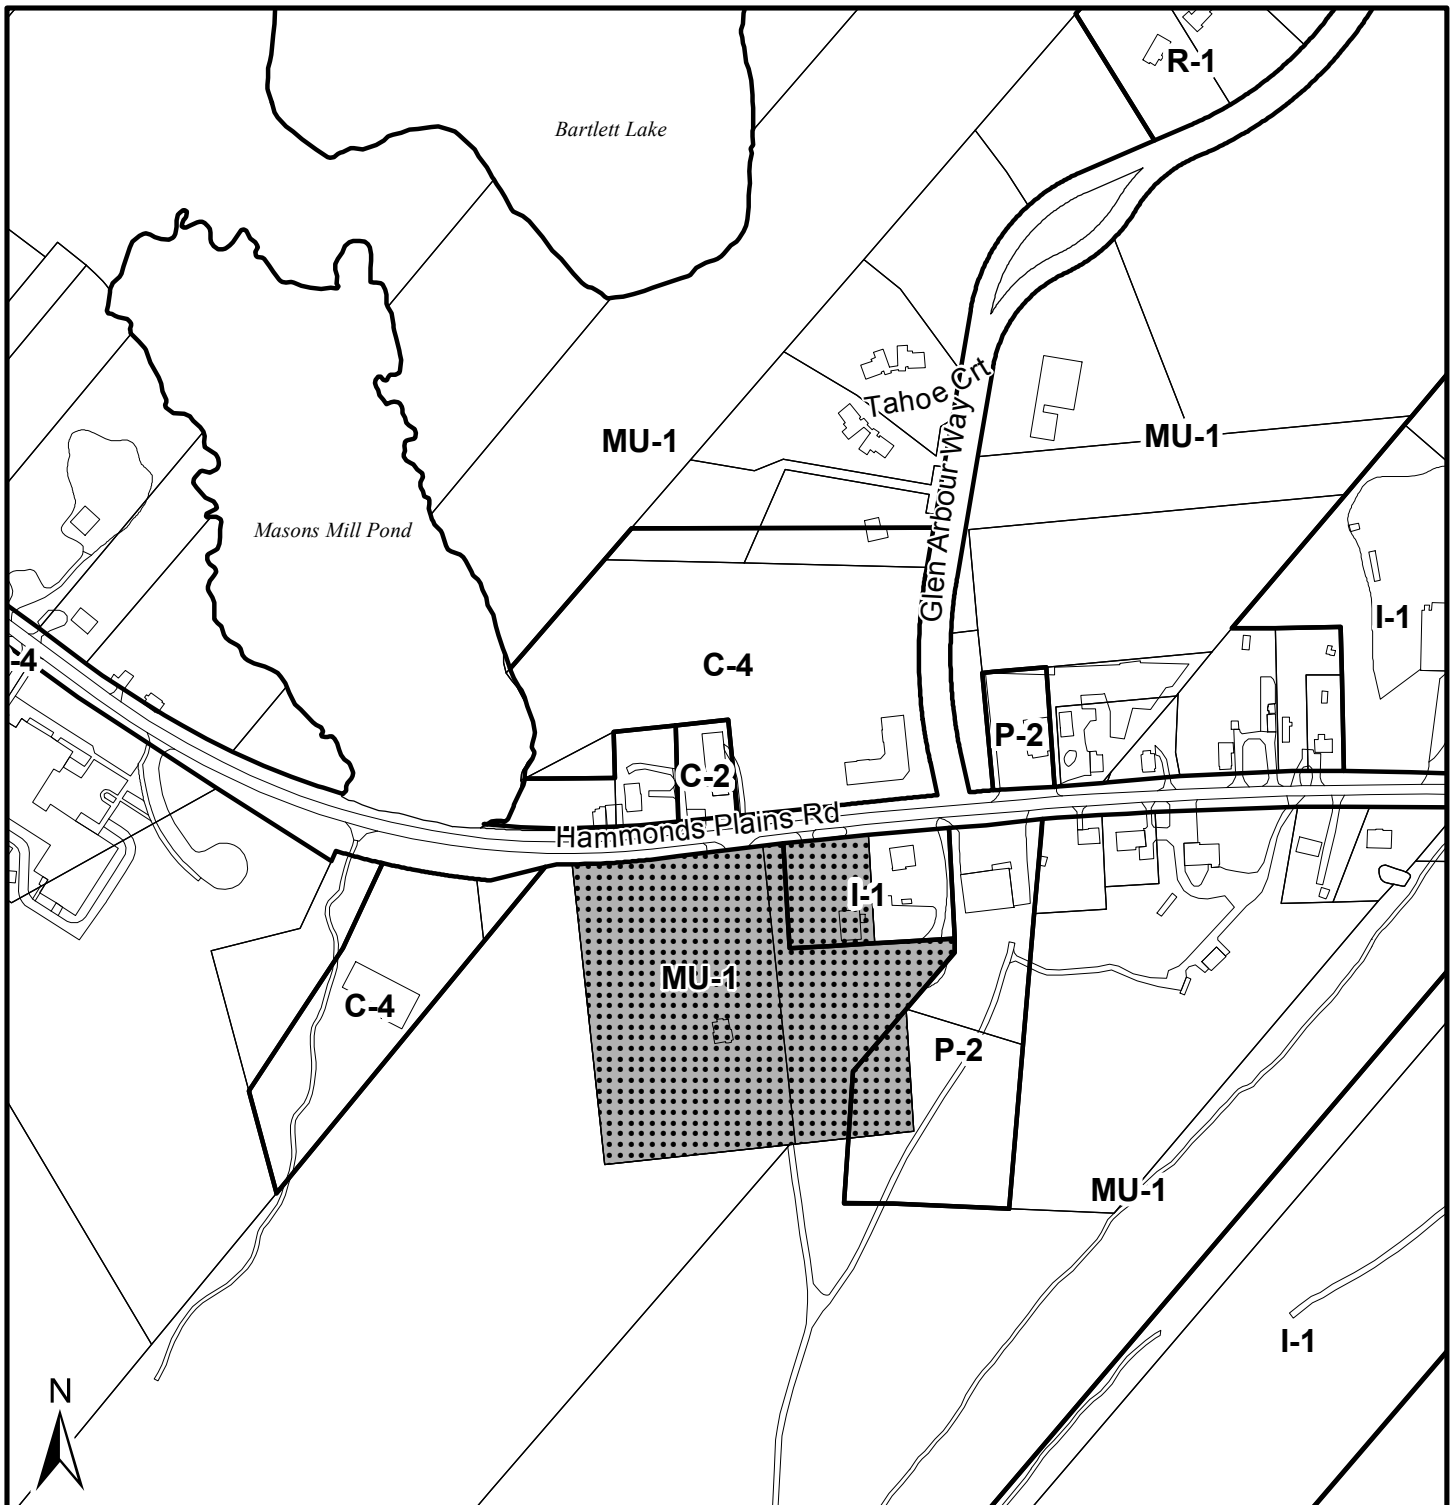 R-1
Bartlett Lake
Tahoe Crt
MU-1
MU-1
Masons Mill Pond
Glen Arbour Way
I-1
-4
C-4
P-2
C-2
Hammonds Plains Rd
I-1
MU-1
C-4
P-2
MU-1
I-1
N